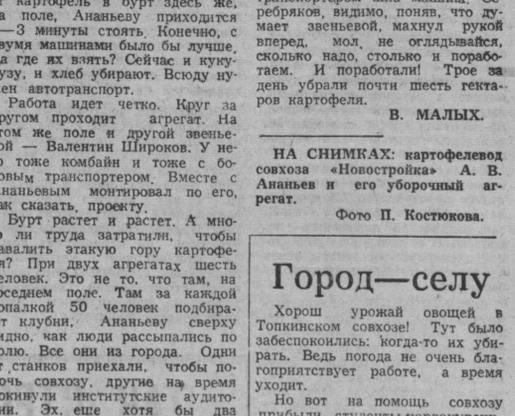 картофель в бурт здесь же,
а поле, Ананьеву приходится
—3 минуты стоять. Конечно, с
двумя машинами было бы лучше.
да где их взять? Сейчас и куку-
рузу, и хлеб убирают. Всюду ну-
жен автотранспорт.
Работа идет четко. Круг за
кругом проходит агрегат. На
том же поле и другой звенье-
вой — Валентин Широков. У не-
го тоже комбайн и тоже с бо-
ковым транспортером. Вместе с
Ананьевым монтировал по его,
как сказать, проекту.
Бурт растет и растет. А мно-
го ли труда затратили, чтобы
навалить этакую гору картофе-
ля? При двух агрегатах шесть
человек. Это не то, что там, на
соседнем поле. Там за каждой
копалкой 50 человек подбира-
ют клубни, Ананьеву сверху
видно, как люди рассыпались по
полю. Все они из города. Одни
от станков приехали, чтобы по-
мочь совхозу, другие на время
покинули институтские аудито-
рии. Эх, еще хотя бы два
ребряков, видимо, поняв, что ду-
мает звеньевой, махнул рукой
вперед, мол, не оглядывайся,
сколько надо, столько и порабо-
таем. И поработали! Трое за
день убрали почти шесть гекта-
ров картофеля.
В. МАЛЫХ.
НА СНИМКАХ: картофелевод
совхоза «Новостройка» А. В.
Ананьев и его уборочный аг-
регат.
Фото П. Костюкова.
Город—селу
Хорош урожай овощей в
Топкинском совхозе! Тут было
забеспокоились: когда-то их уби-
рать. Ведь погода не очень бла-
гоприятствует работе, а время
уходит.
Но вот на помощь совхозу
прибыли студенты